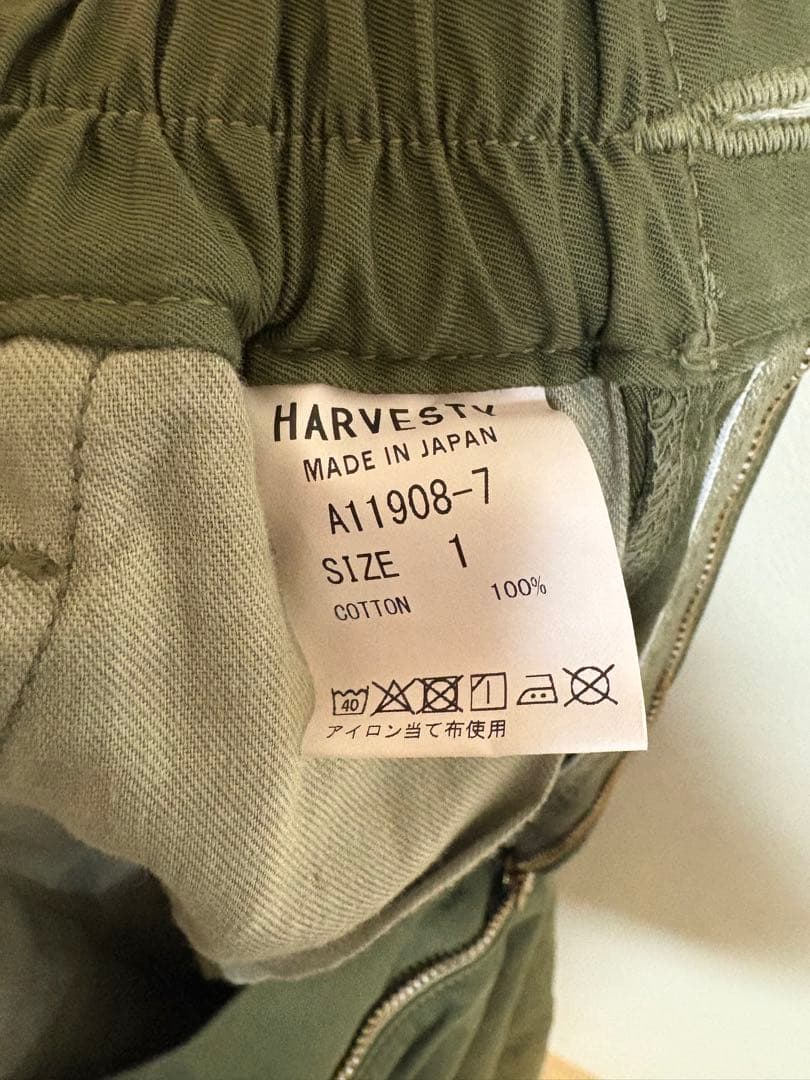 HARVESTY
MADE IN JAPAN
A11908-7
SIZE 1
COTTON 100%
40
アイロン当て布使用